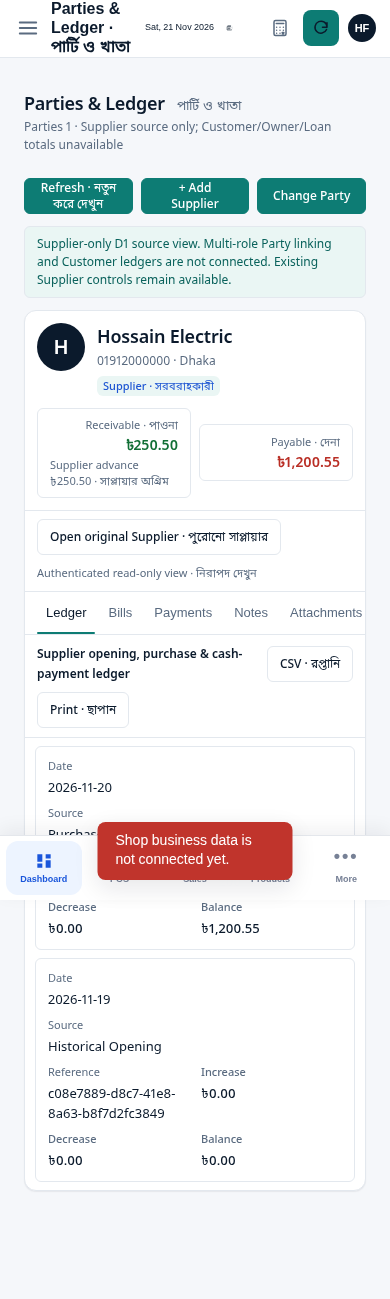 Parties &
Ledger ·
পার্টি ও খাতা
Sat, 21 Nov 2026
HF
Parties & Ledger পার্টি ও খাতা
Parties 1 · Supplier source only; Customer/Owner/Loan
totals unavailable
Refresh · নতুন
করে দেখুন
+ Add
Supplier
Change Party
Supplier-only D1 source view. Multi-role Party linking
and Customer ledgers are not connected. Existing
Supplier controls remain available.
H
Hossain Electric
01912000000 · Dhaka
Supplier · সরবরাহকারী
Receivable · পাওনা
৳250.50
Supplier advance
৳250.50 · সাপ্লায়ার অগ্রিম
Payable · দেনা
৳1,200.55
Open original Supplier · পুরোনো সাপ্লায়ার
Authenticated read-only view · নিরাপদ দেখুন
Ledger Bills Payments Notes Attachments
Supplier opening, purchase & cash-
payment ledger
CSV · রপ্তানি
Print · ছাপান
Date
2026-11-20
Source
Shop business data is
not connected yet.
Dashboard
More
Decrease Balance
৳0.00 ৳1,200.55
Date
2026-11-19
Source
Historical Opening
Reference Increase
c08e7889-d8c7-41e8- ৳0.00
8a63-b8f7d2fc3849
Decrease Balance
৳0.00 ৳0.00